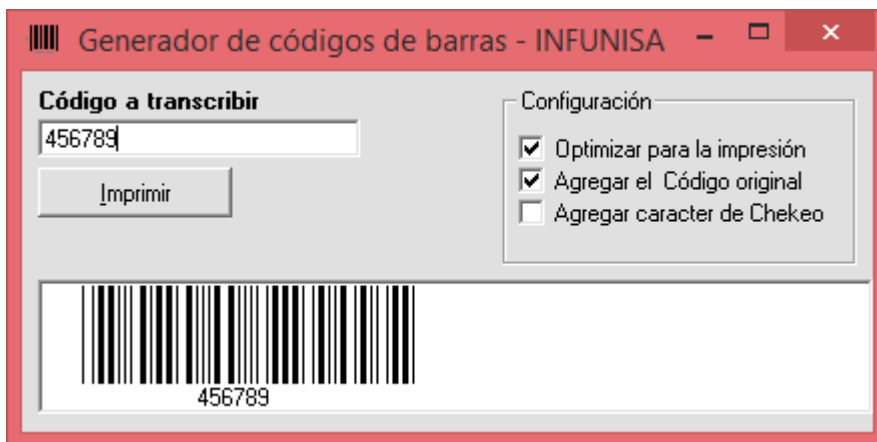 Generador de códigos de barras - INFUNISA
Código a transcribir
456789
Imprimir
Configuración
Optimizar para la impresión
Agregar el Código original
Agregar caracter de Chekeo
456789